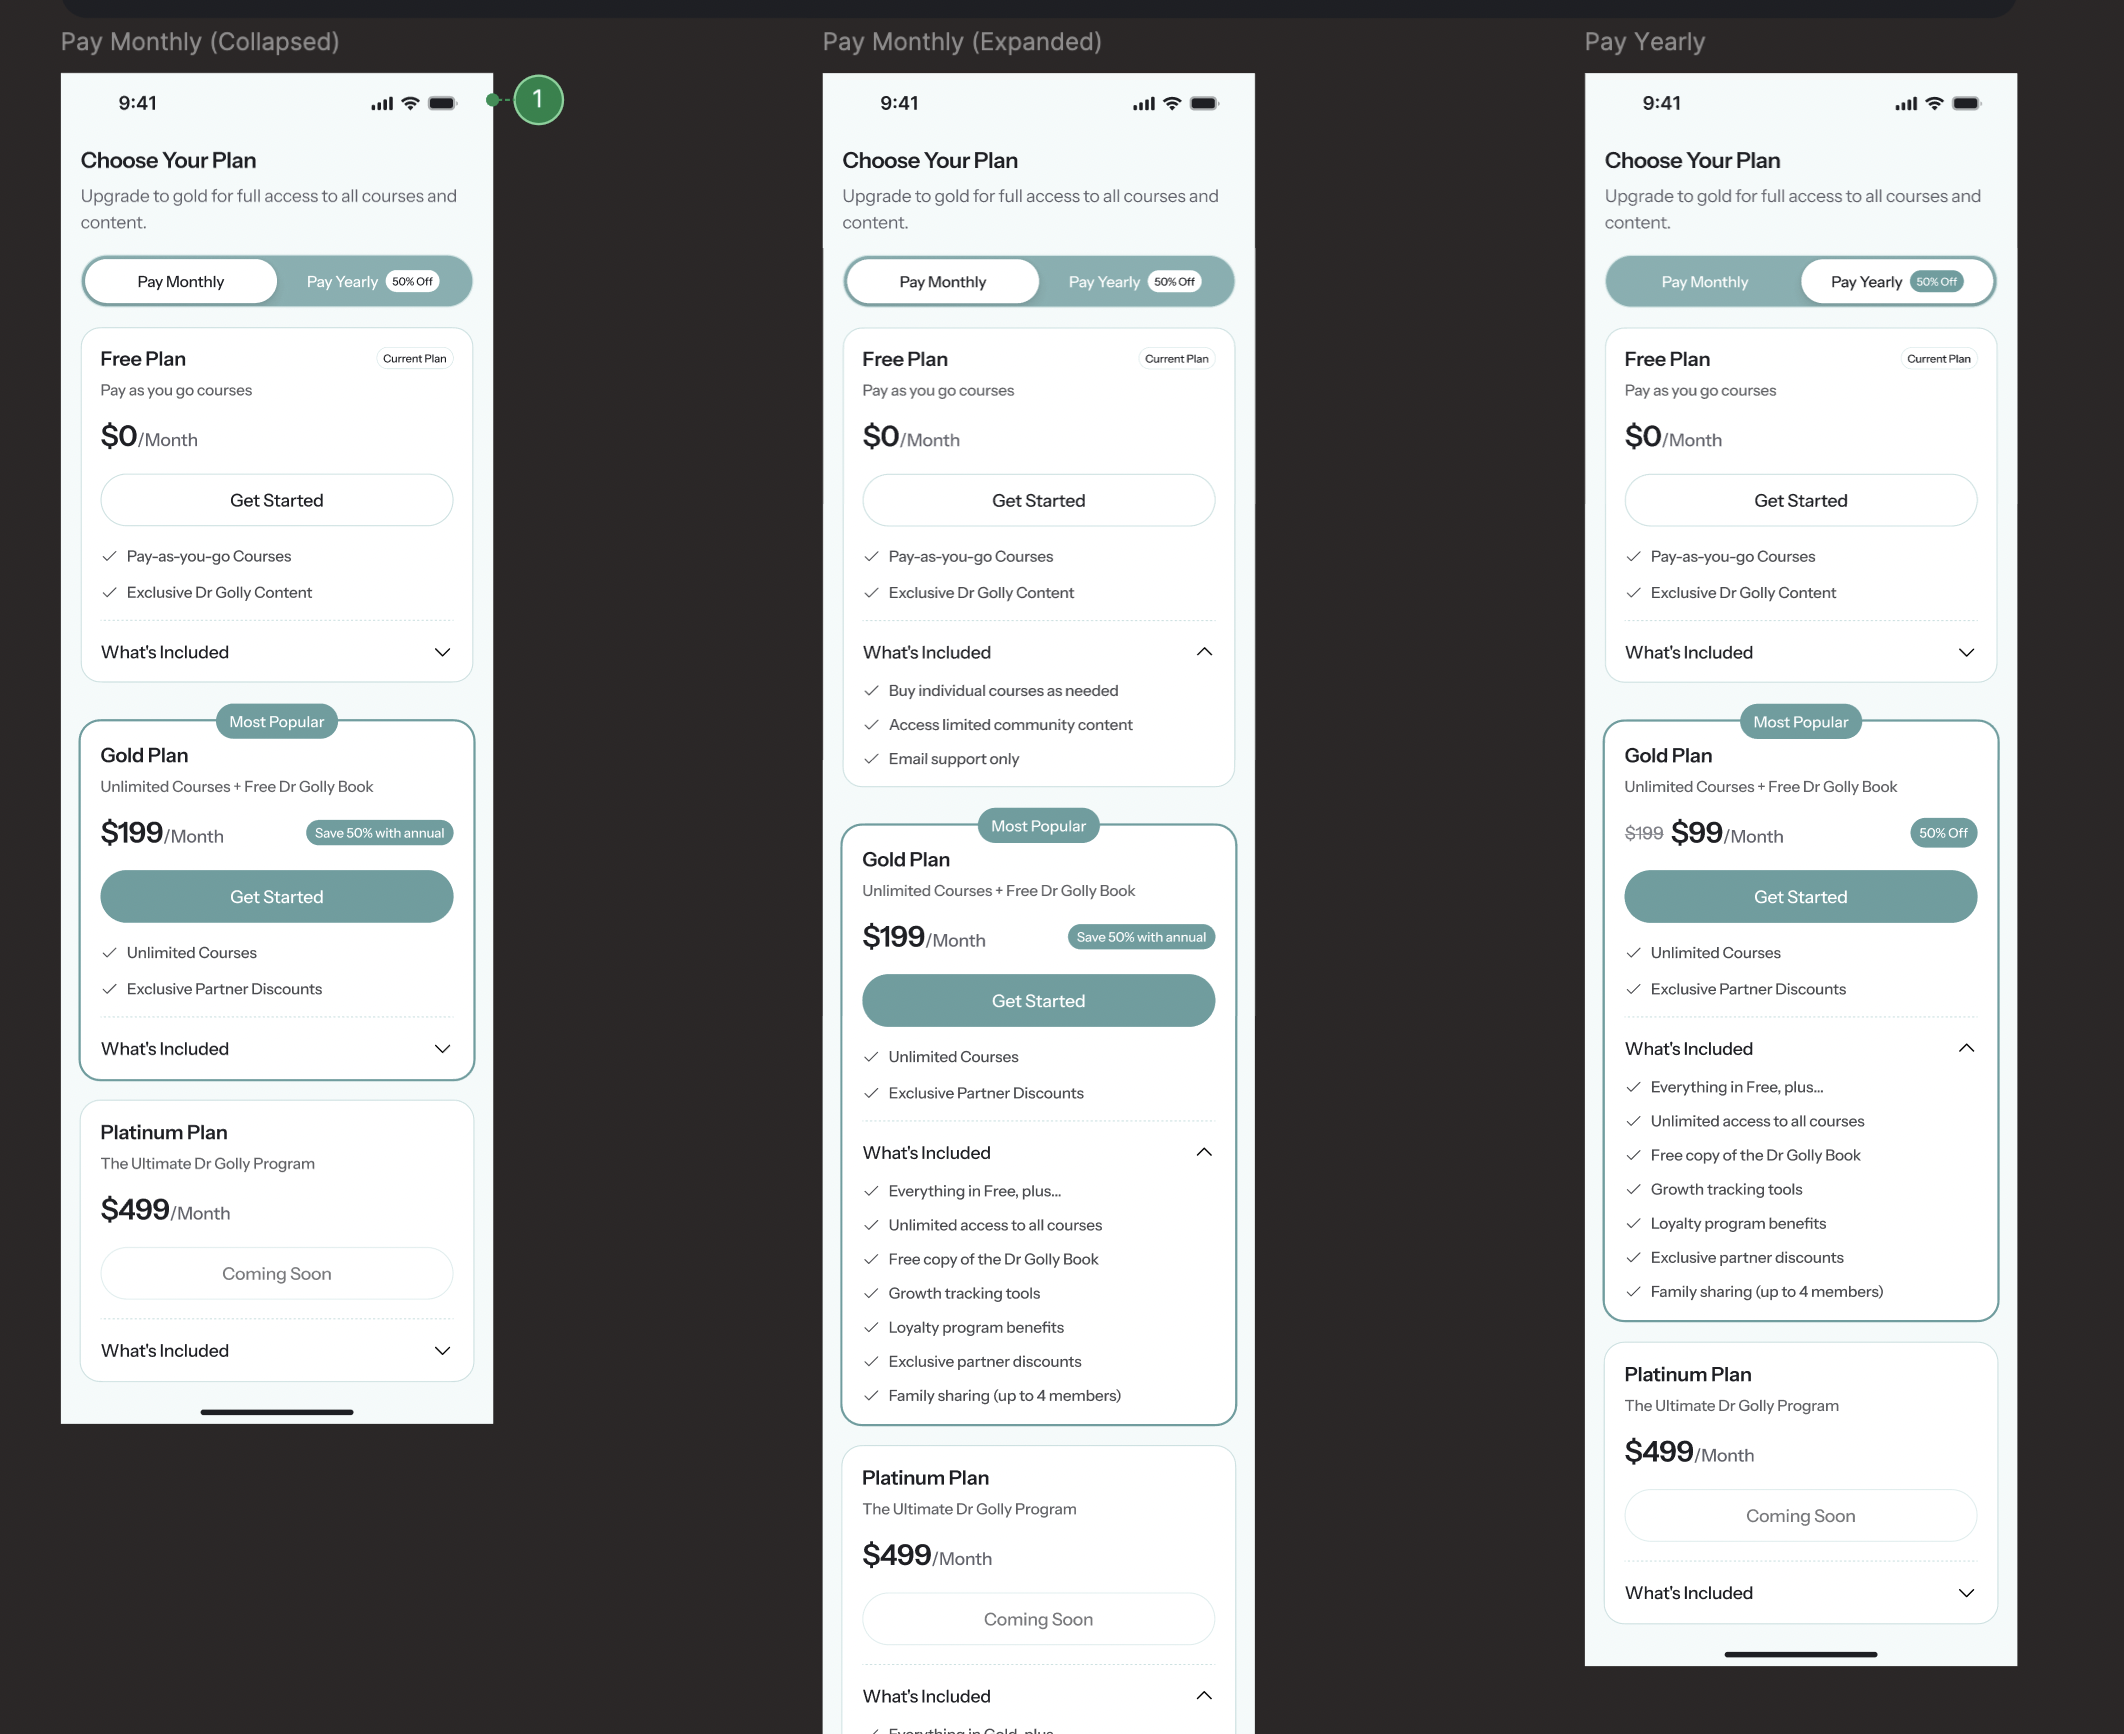 Pay Monthly (Collapsed)
9:41
1
Choose Your Plan
Upgrade to gold for full access to all courses and
content.
Pay Monthly
Pay Yearly 50% Off
Free Plan
Current Plan
Pay as you go courses
$0/Month
Get Started
Pay-as-you-go Courses
Exclusive Dr Golly Content
What's Included
Most Popular
Gold Plan
Unlimited Courses + Free Dr Golly Book
$199/Month
Save 50% with annual
Get Started
Unlimited Courses
Exclusive Partner Discounts
What's Included
Platinum Plan
The Ultimate Dr Golly Program
$499/Month
Coming Soon
What's Included
Pay Monthly (Expanded)
9:41
Choose Your Plan
Upgrade to gold for full access to all courses and
content.
Pay Monthly
Pay Yearly 50% Off
Free Plan
Current Plan
Pay as you go courses
$0/Month
Get Started
Pay-as-you-go Courses
Exclusive Dr Golly Content
What's Included
Buy individual courses as needed
Access limited community content
Email support only
Most Popular
Gold Plan
Unlimited Courses + Free Dr Golly Book
$199/Month
Save 50% with annual
Get Started
Unlimited Courses
Exclusive Partner Discounts
What's Included
Everything in Free, plus...
Unlimited access to all courses
Free copy of the Dr Golly Book
Growth tracking tools
Loyalty program benefits
Exclusive partner discounts
Family sharing (up to 4 members)
Platinum Plan
The Ultimate Dr Golly Program
$499/Month
Coming Soon
What's Included
Everything in Gold, plus
Pay Yearly
9:41
Choose Your Plan
Upgrade to gold for full access to all courses and
content.
Pay Monthly
Pay Yearly 50% Off
Free Plan
Current Plan
Pay as you go courses
$0/Month
Get Started
Pay-as-you-go Courses
Exclusive Dr Golly Content
What's Included
Most Popular
Gold Plan
Unlimited Courses + Free Dr Golly Book
$199 $99/Month
50% Off
Get Started
Unlimited Courses
Exclusive Partner Discounts
What's Included
Everything in Free, plus...
Unlimited access to all courses
Free copy of the Dr Golly Book
Growth tracking tools
Loyalty program benefits
Exclusive partner discounts
Family sharing (up to 4 members)
Platinum Plan
The Ultimate Dr Golly Program
$499/Month
Coming Soon
What's Included